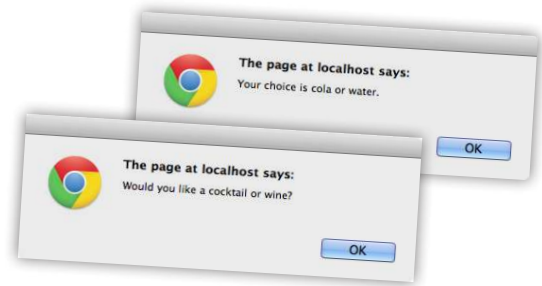 The page at localhost says:
Your choice is cola or water.
OK
The page at localhost says:
Would you like a cocktail or wine?
OK